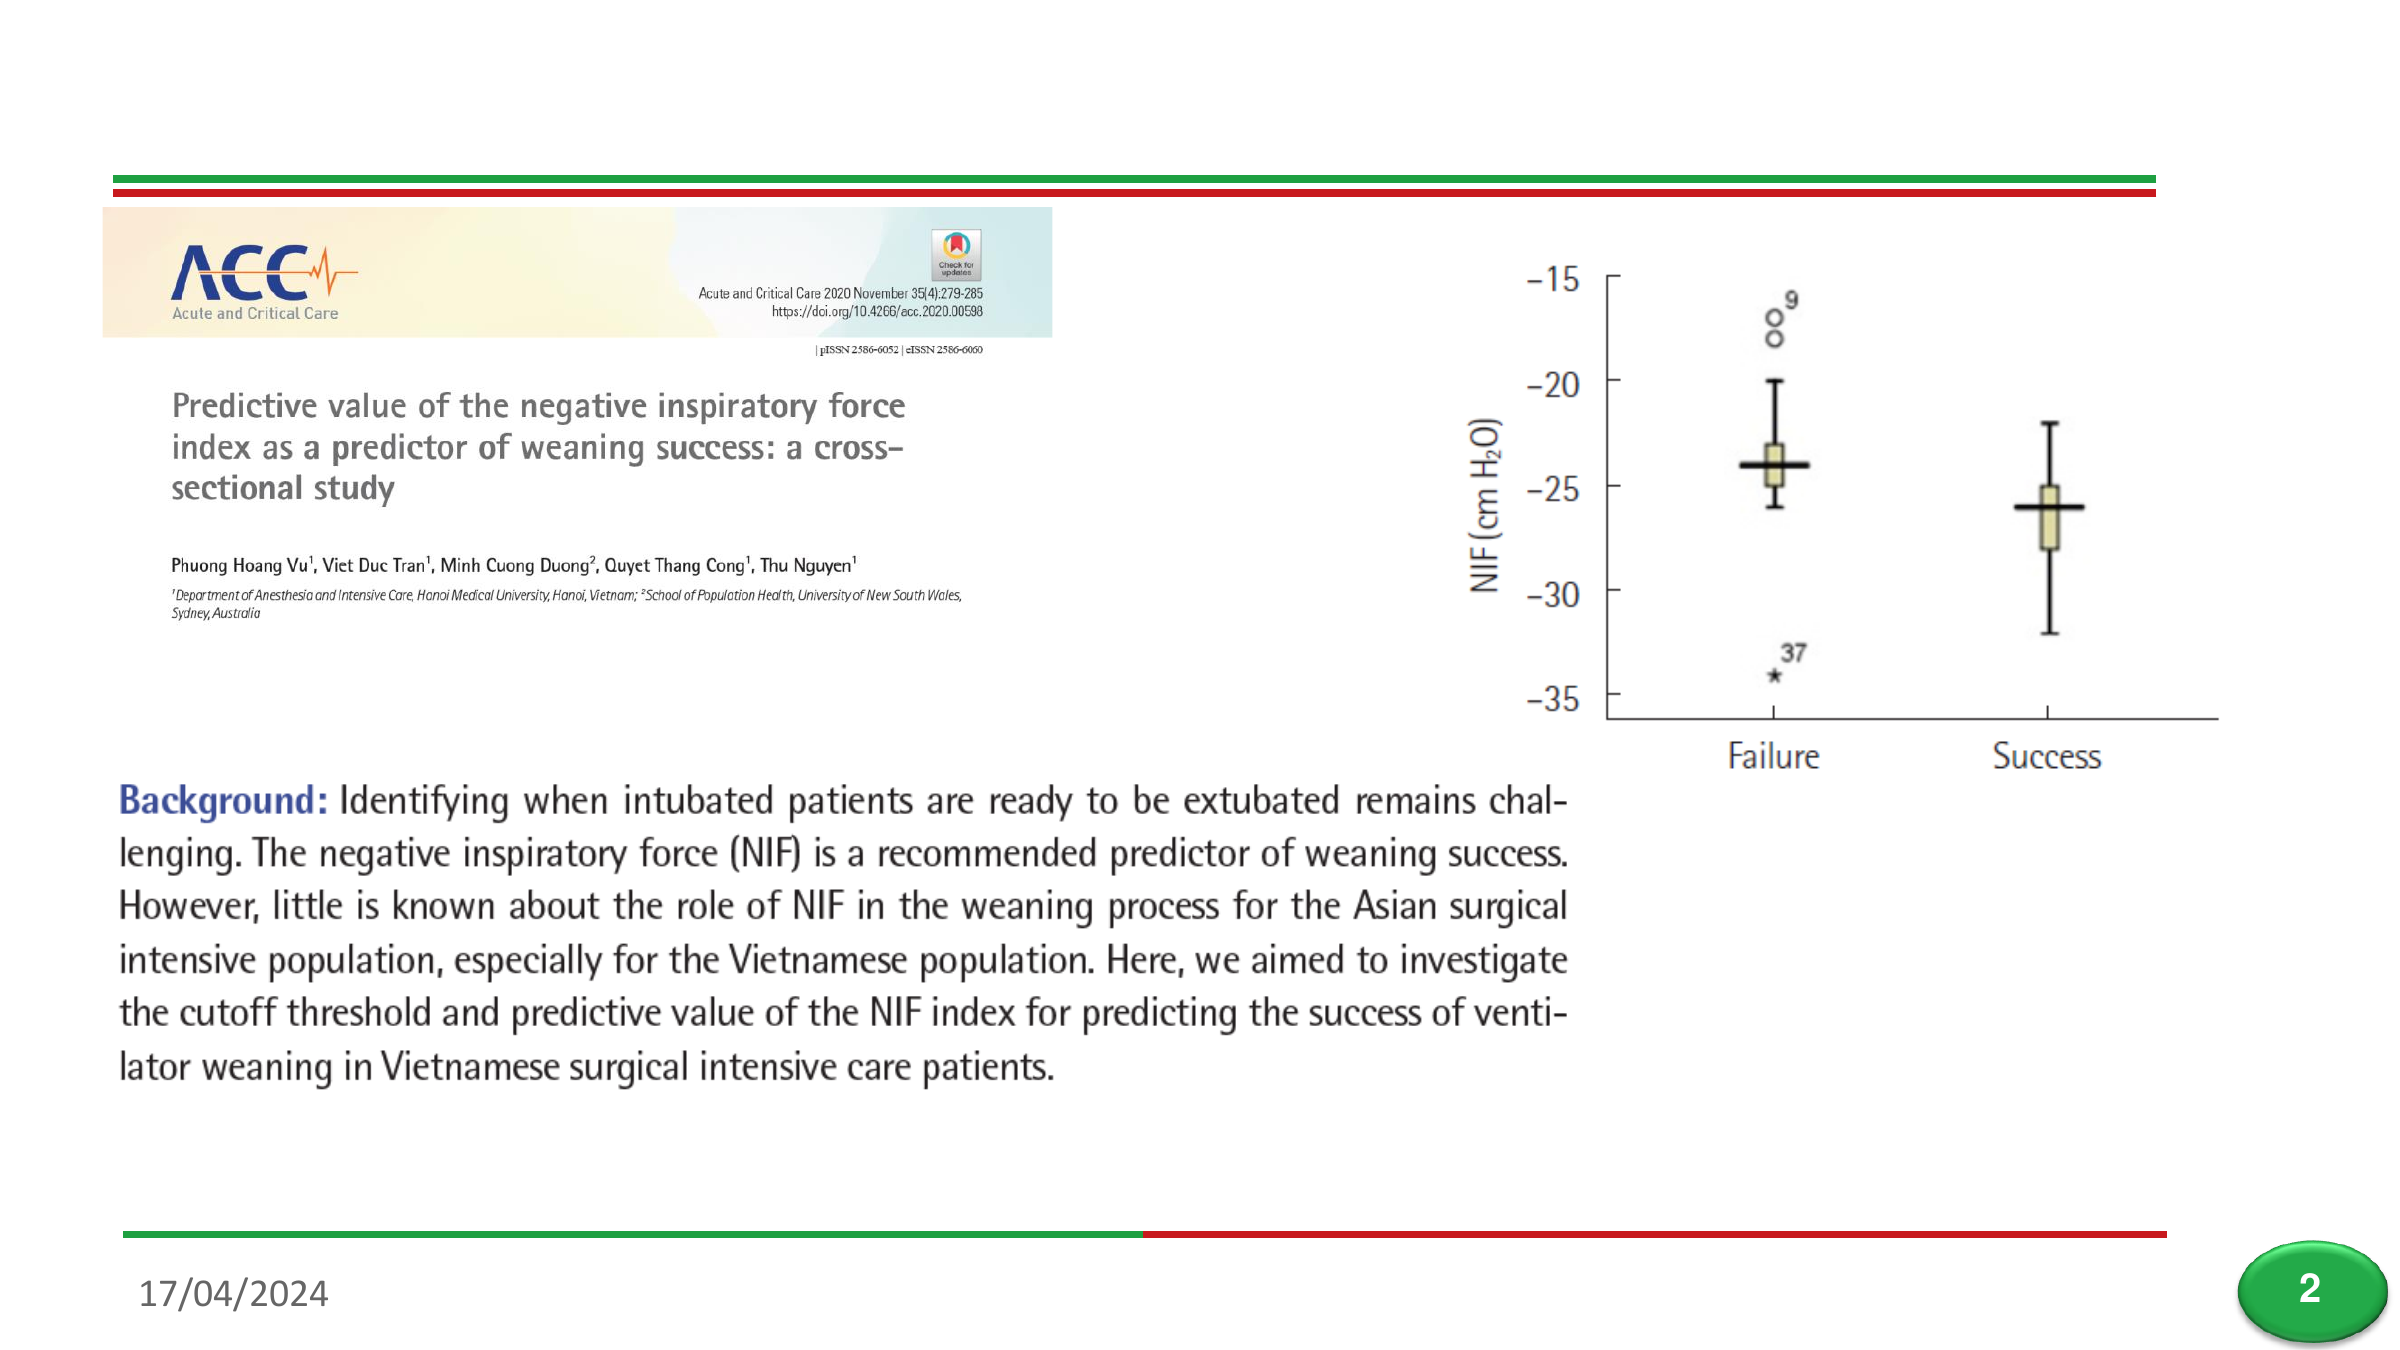 ACC
Acute and Critical Care
Check for
updates
Acute and Critical Care 2020 November 35(4):279-285
https://doi.org/10.4266/acc.2020.00598
| pISSN 2586-6052 | eISSN 2586-6060
Predictive value of the negative inspiratory force
index as a predictor of weaning success: a cross-
sectional study
Phuong Hoang Vu¹, Viet Duc Tran¹, Minh Cuong Duong², Quyet Thang Cong¹, Thu Nguyen¹
¹Department of Anesthesia and Intensive Care, Hanoi Medical University, Hanoi, Vietnam; ²School of Population Health, University of New South Wales,
Sydney, Australia
NIF (cm H₂O)
−15
−20
−25
−30
−35
9
37
Failure
Success
Background: Identifying when intubated patients are ready to be extubated remains chal-
lenging. The negative inspiratory force (NIF) is a recommended predictor of weaning success.
However, little is known about the role of NIF in the weaning process for the Asian surgical
intensive population, especially for the Vietnamese population. Here, we aimed to investigate
the cutoff threshold and predictive value of the NIF index for predicting the success of venti-
lator weaning in Vietnamese surgical intensive care patients.
17/04/2024
2